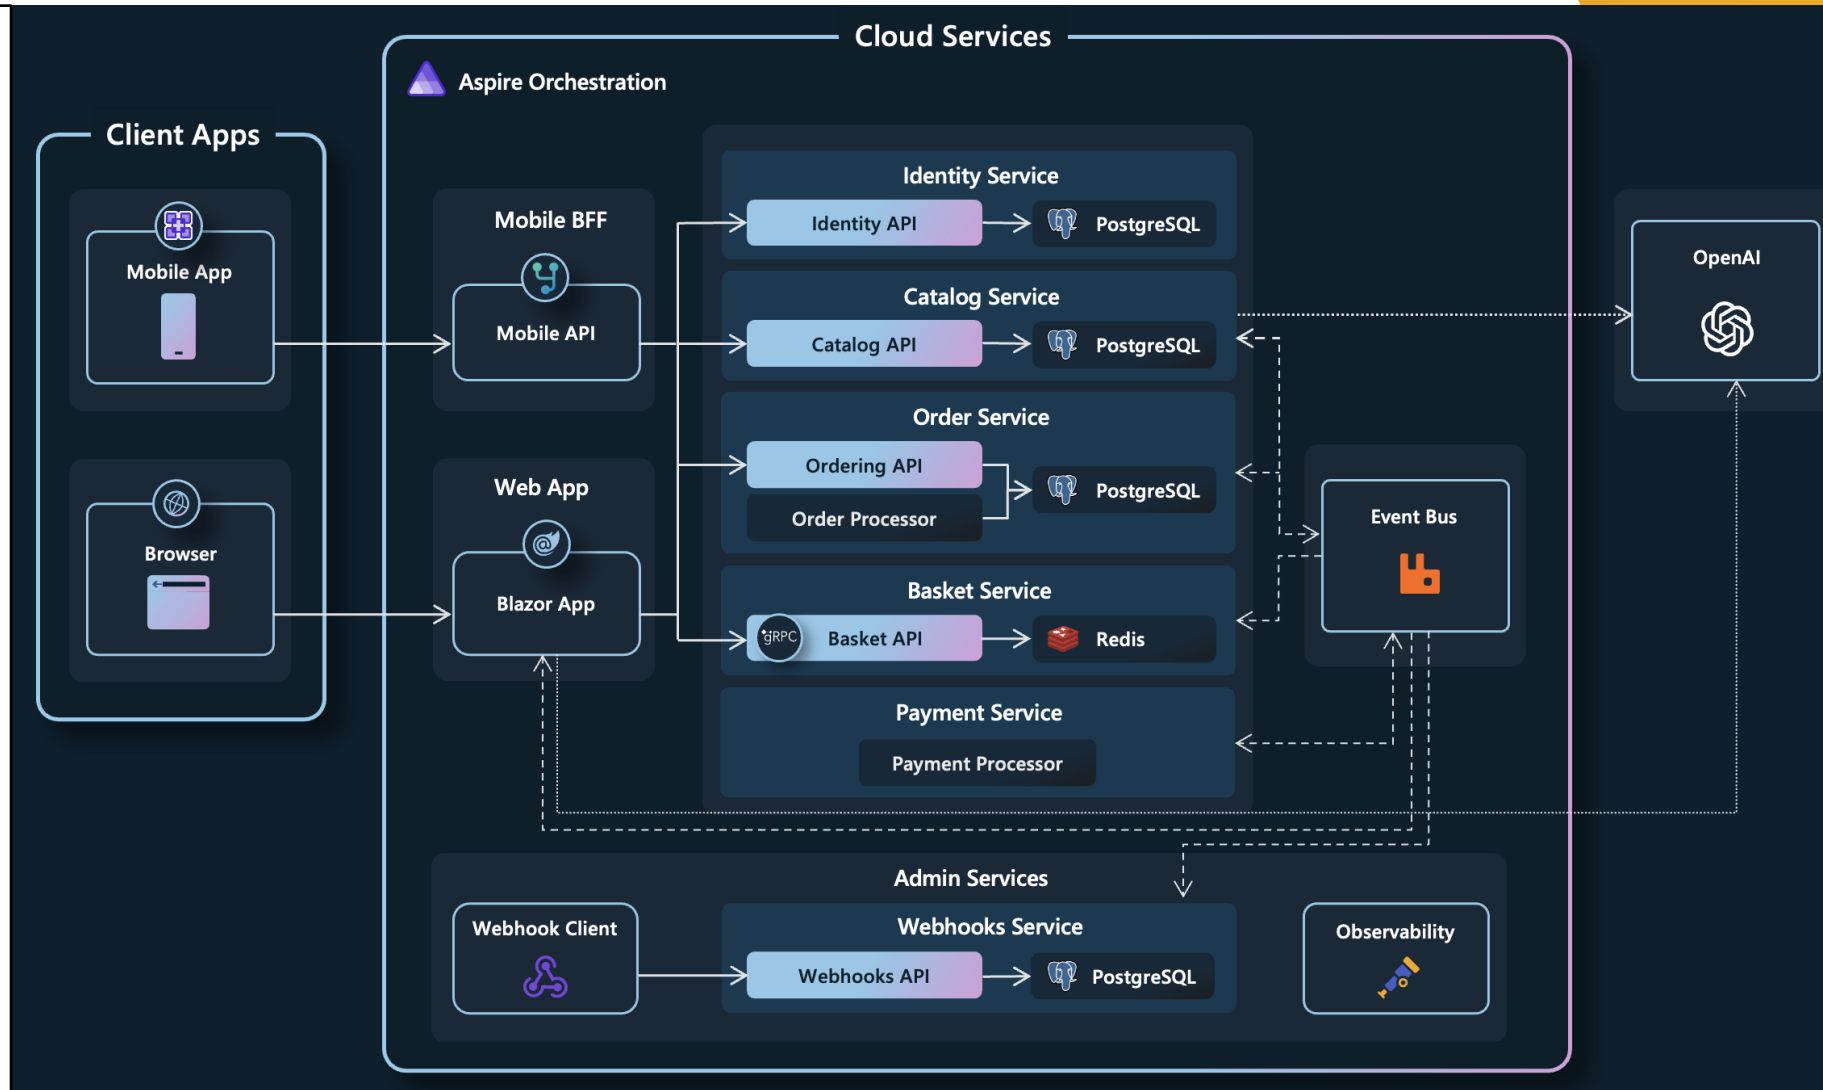 Cloud Services
Aspire Orchestration
Client Apps
Mobile App
Browser
Mobile BFF
Mobile API
Web App
Blazor App
Identity Service
Identity API
PostgreSQL
Catalog Service
Catalog API
PostgreSQL
Order Service
Ordering API
Order Processor
PostgreSQL
Basket Service
gRPC
Basket API
Redis
Payment Service
Payment Processor
OpenAI
Event Bus
Admin Services
Webhook Client
Webhooks Service
Webhooks API
PostgreSQL
Observability